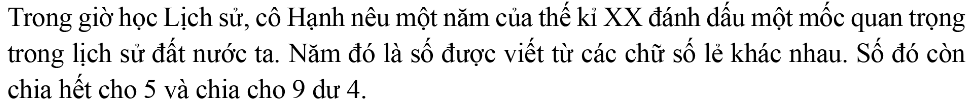 Trong giờ học Lịch sử, cô Hạnh nêu một năm của thế kỉ XX đánh dấu một mốc quan trọng
trong lịch sử đất nước ta. Năm đó là số được viết từ các chữ số lẻ khác nhau. Số đó còn
chia hết cho 5 và chia cho 9 dư 4.